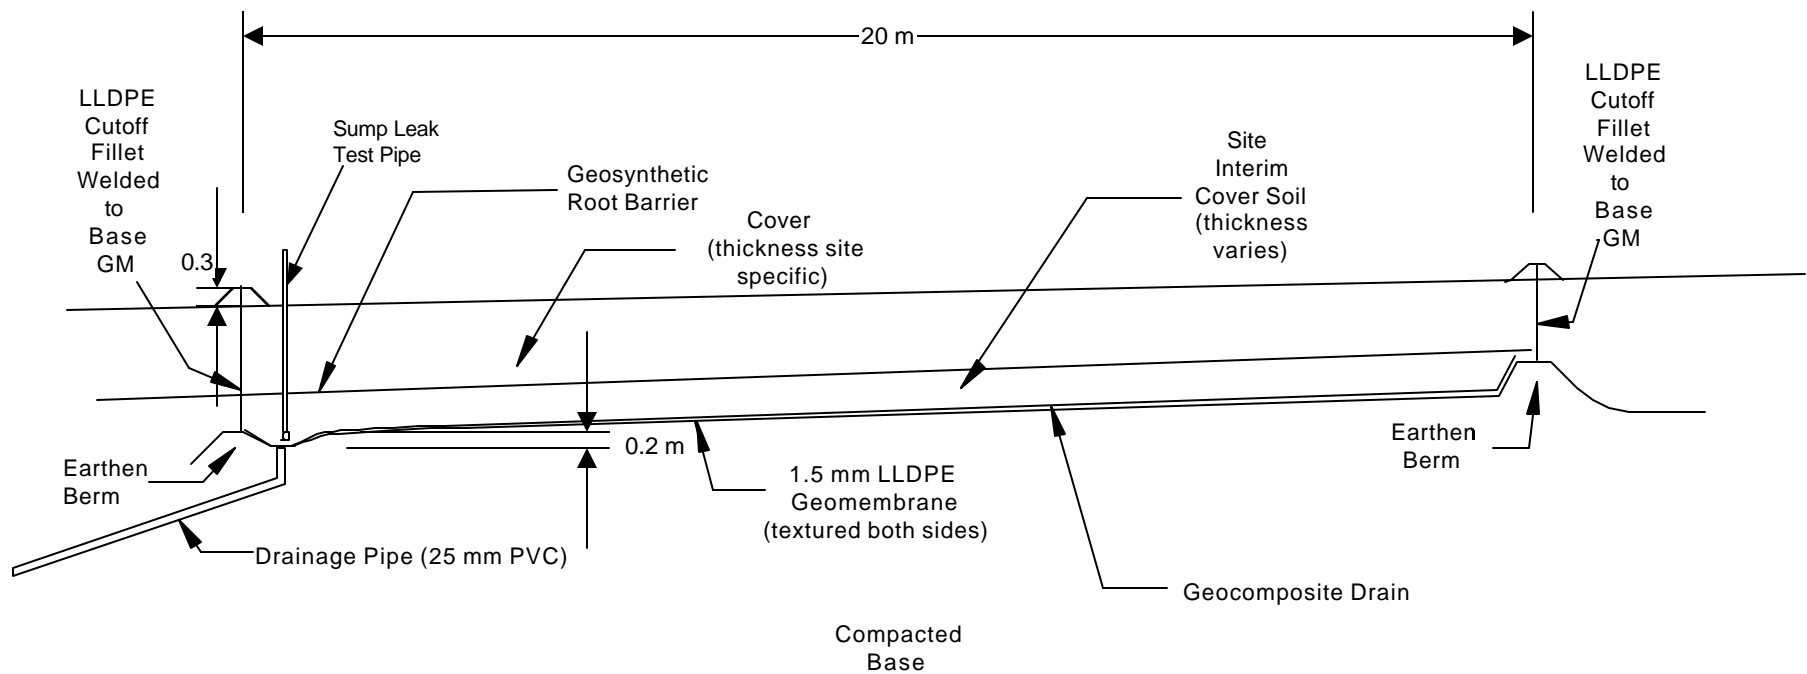 20 m
LLDPE
Cutoff
Fillet
Welded
to
Base
GM
Sump Leak
Test Pipe
Geosynthetic
Root Barrier
Cover
(thickness site
specific)
Site
Interim
Cover Soil
(thickness
varies)
LLDPE
Cutoff
Fillet
Welded
to
Base
GM
0.3
0.2 m
Earthen
Berm
Earthen
Berm
1.5 mm LLDPE
Geomembrane
(textured both sides)
Drainage Pipe (25 mm PVC)
Geocomposite Drain
Compacted
Base